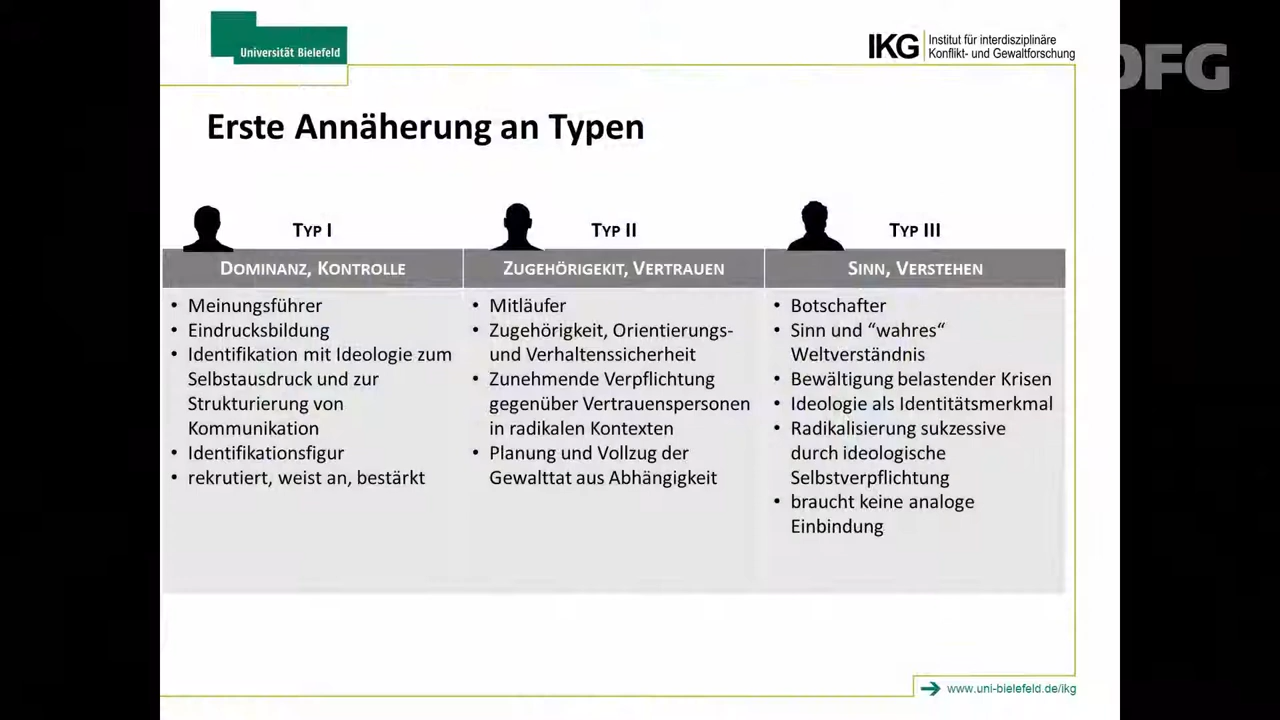 Universität Bielefeld
IKG
Institut für interdisziplinäre
Konflikt- und Gewaltforschung
DFG
Erste Annäherung an Typen
TYP I
TYP II
TYP III
DOMINANZ, KONTROLLE
ZUGEHÖRIGEKIT, VERTRAUEN
SINN, VERSTEHEN
• Meinungsführer
• Eindrucksbildung
• Identifikation mit Ideologie zum
Selbstausdruck und zur
Strukturierung von
Kommunikation
• Identifikationsfigur
• rekrutiert, weist an, bestärkt
• Mitläufer
• Zugehörigkeit, Orientierungs-
und Verhaltenssicherheit
• Zunehmende Verpflichtung
gegenüber Vertrauenspersonen
in radikalen Kontexten
• Planung und Vollzug der
Gewalttat aus Abhängigkeit
• Botschafter
• Sinn und “wahres“
Weltverständnis
• Bewältigung belastender Krisen
• Ideologie als Identitätsmerkmal
• Radikalisierung sukzessive
durch ideologische
Selbstverpflichtung
• braucht keine analoge
Einbindung
www.uni-bielefeld.de/ikg